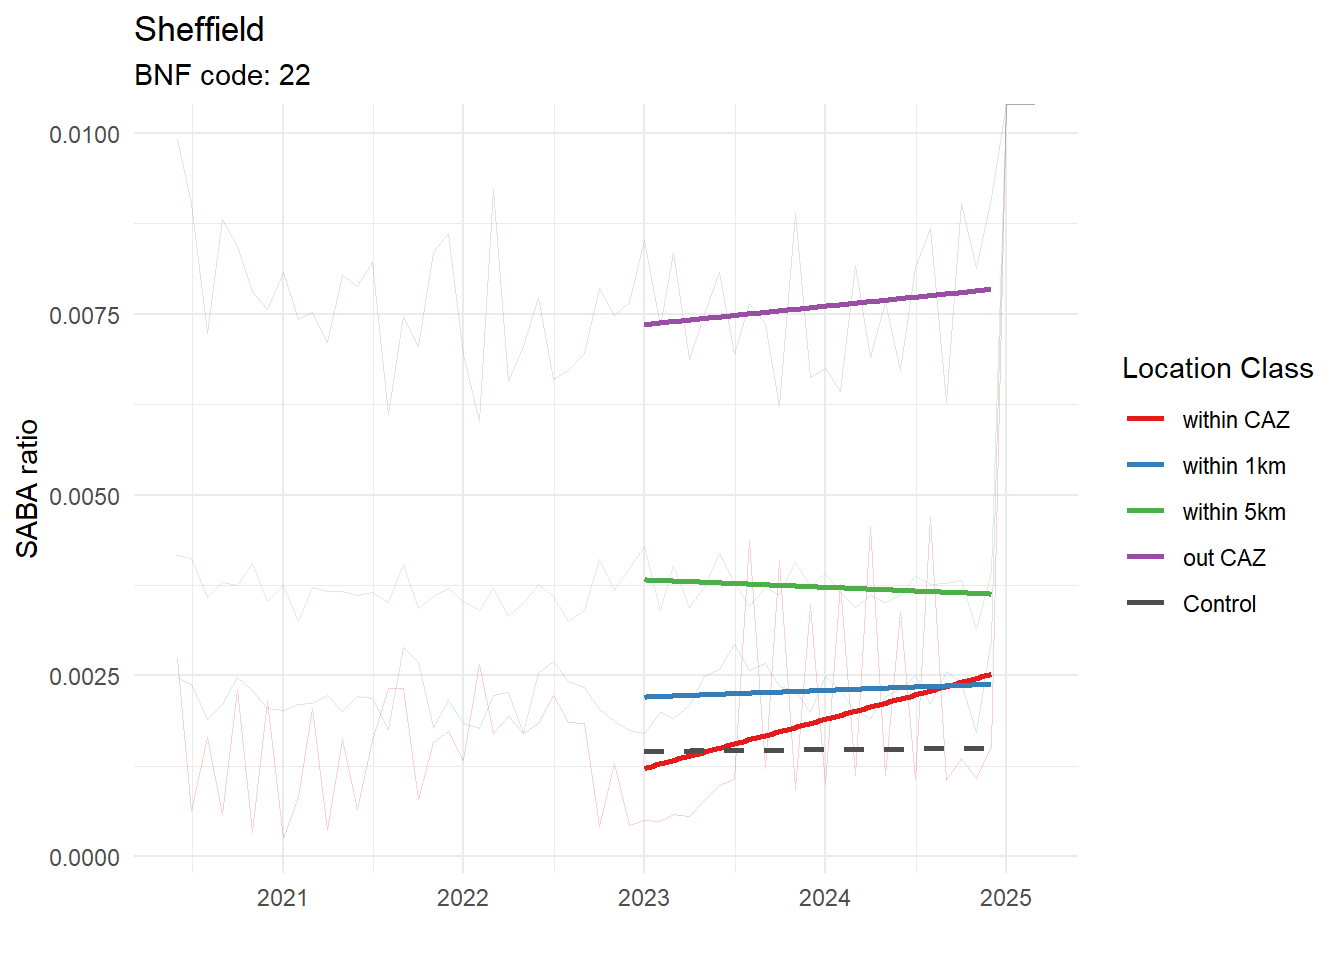 Sheffield
BNF code: 22
0.0100
0.0075
0.0050
0.0025
0.0000
SABA ratio
2021
2022
2023
2024
2025
Location Class
within CAZ
within 1km
within 5km
out CAZ
Control